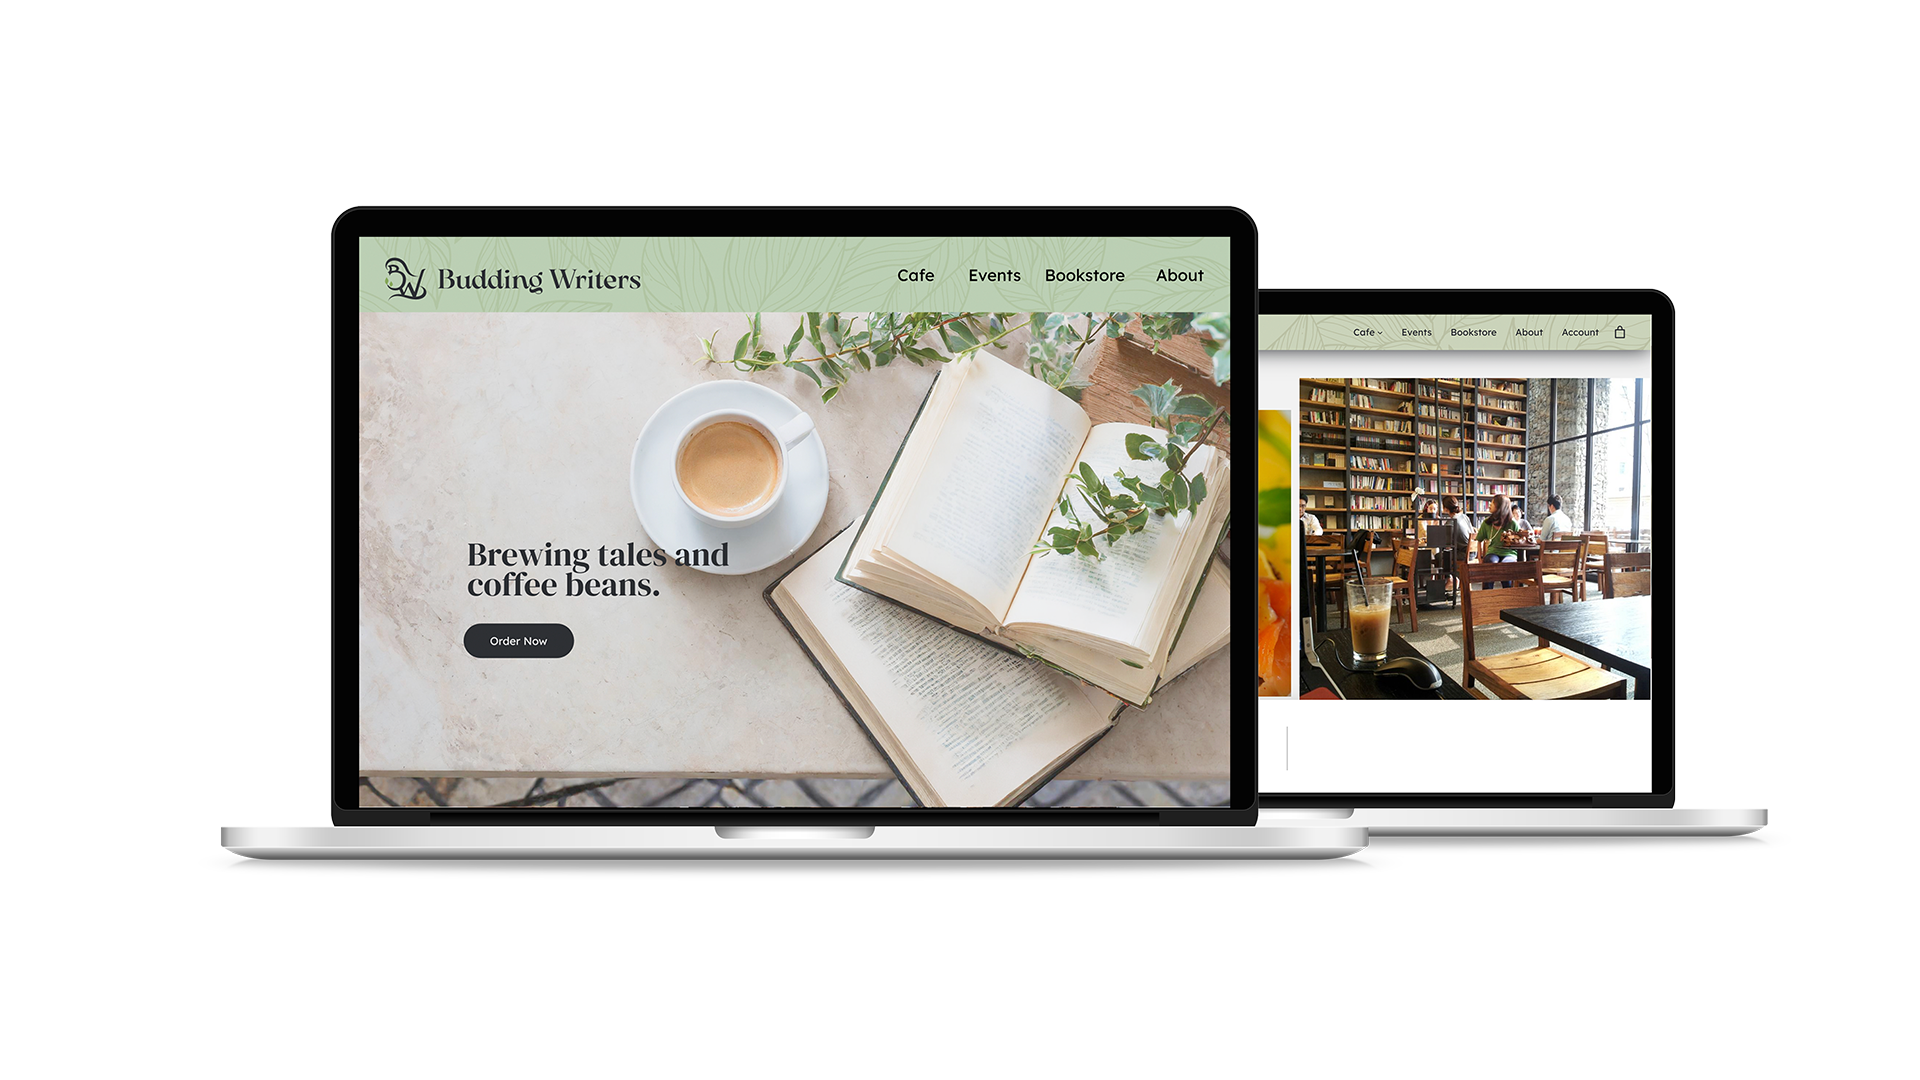 BW Budding Writers
Cafe Events Bookstore About
Brewing tales and
coffee beans.
Order Now
Cafe Events Bookstore About Account